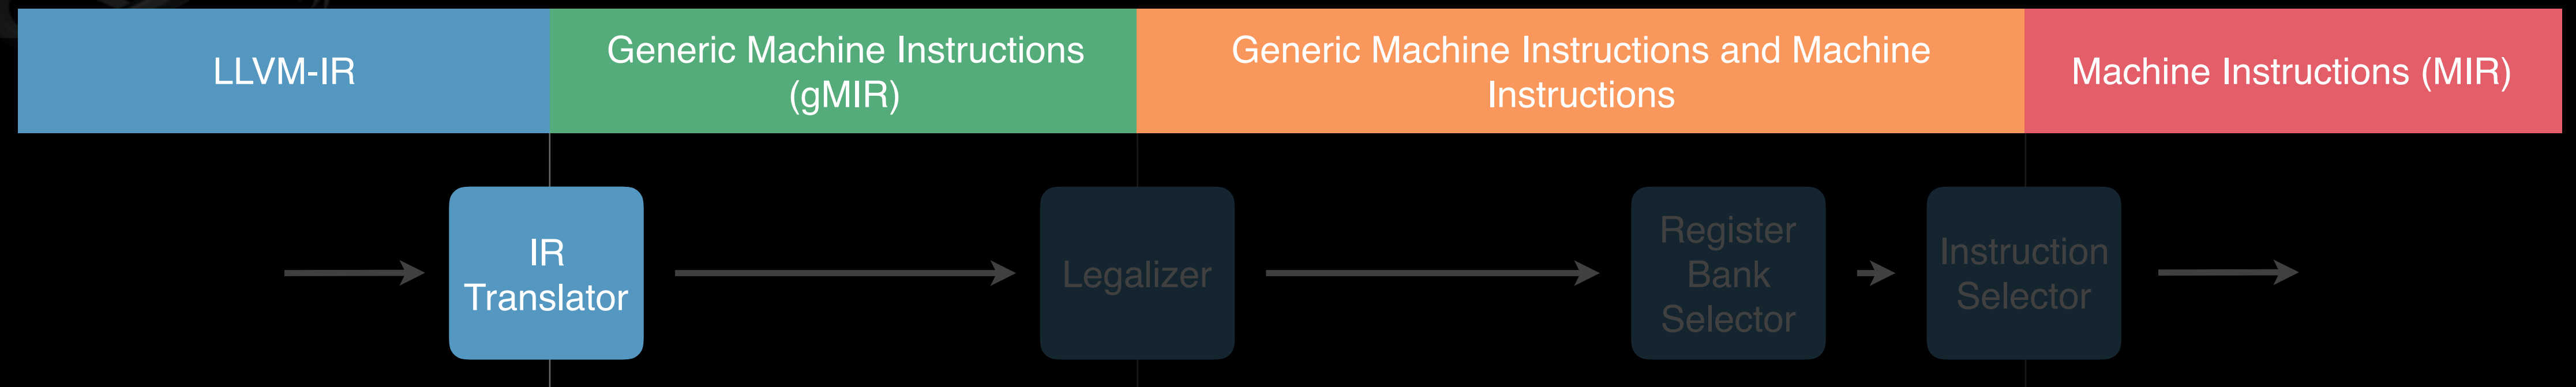 LLVM-IR
Generic Machine Instructions
(gMIR)
Generic Machine Instructions and Machine
Instructions
Machine Instructions (MIR)
IR
Translator
Legalizer
Register
Bank
Selector
Instruction
Selector